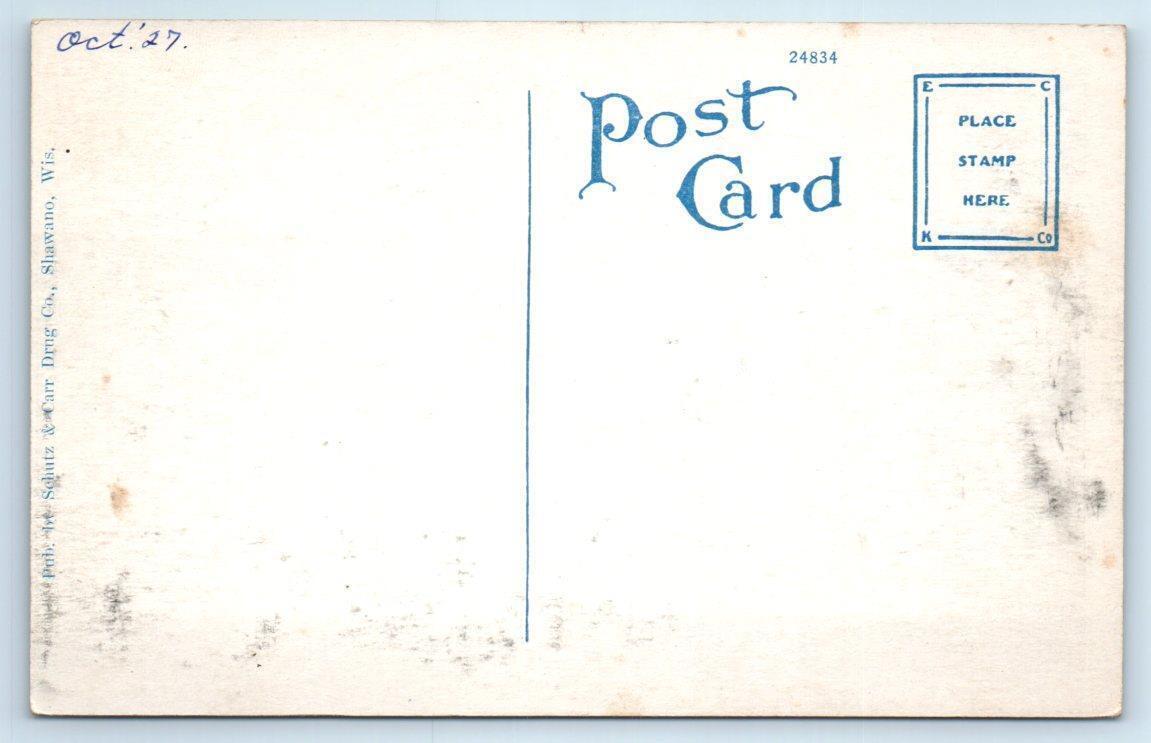 Oct. '27.
24834
Post
Card
E C
PLACE
STAMP
HERE
K Co
Pub. by Schutz & Carr Drug Co., Shawano, Wis.